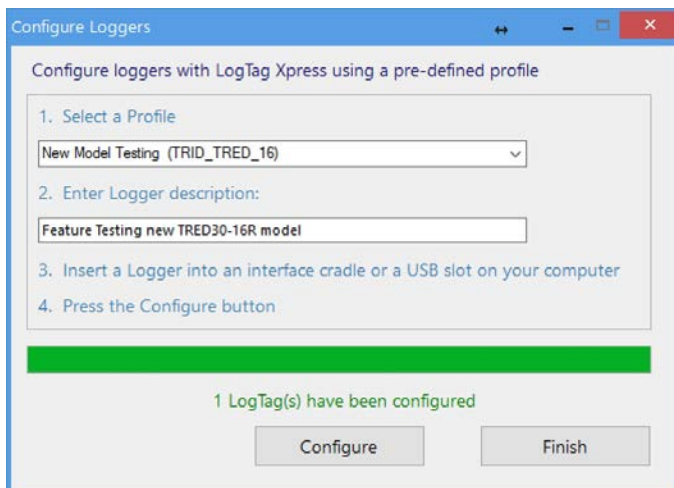 Configure Loggers
Configure loggers with LogTag Xpress using a pre-defined profile
1. Select a Profile
New Model Testing (TRID_TRED_16)
2. Enter Logger description:
Feature Testing new TRED30-16R model
3. Insert a Logger into an interface cradle or a USB slot on your computer
4. Press the Configure button
1 LogTag(s) have been configured
Configure Finish